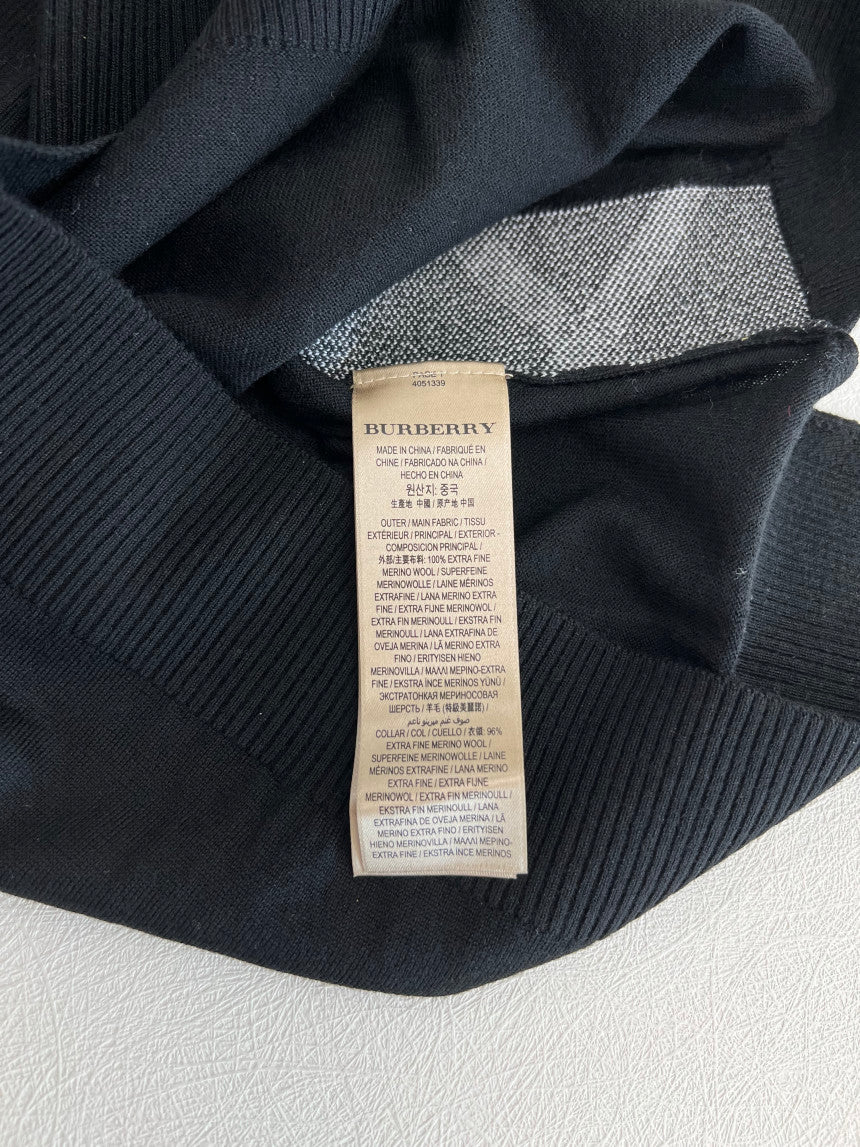 PAGE 1
4051339
BURBERRY
MADE IN CHINA / FABRIQUÉ EN
CHINE / FABRICADO NA CHINA /
HECHO EN CHINA
원산지: 중국
生產地 中國 / 原产地 中国
OUTER / MAIN FABRIC / TISSU
EXTÉRIEUR / PRINCIPAL / EXTERIOR -
COMPOSICION PRINCIPAL /
外部/主要布料: 100% EXTRA FINE
MERINO WOOL / SUPERFEINE
MERINOWOLLE / LAINE MÉRINOS
EXTRAFINE / LANA MERINO EXTRA
FINE / EXTRA FIJNE MERINOWOL /
EXTRA FIN MERINOULL / EKSTRA FIN
MERINOULL / LANA EXTRAFINA DE
OVEJA MERINA / LÃ MERINO EXTRA
FINO / ERITYISEN HIENO
MERINOVILLA / ΜΑΛΛΙ ΜΕΡΙΝΟ-EXTRA
FINE / EKSTRA İNCE MERİNOS YÜNÜ /
ЭКСТРАТОНКАЯ МЕРИНОСОВАЯ
ШЕРСТЬ / 羊毛 (特級美麗諾) /
صوف غنم ميرينو ناعم
COLLAR / COL / CUELLO / 衣領: 96%
EXTRA FINE MERINO WOOL /
SUPERFEINE MERINOWOLLE / LAINE
MÉRINOS EXTRAFINE / LANA MERINO
EXTRA FINE / EXTRA FIJNE
MERINOWOL / EXTRA FIN MERINOULL /
EKSTRA FIN MERINOULL / LANA
EXTRAFINA DE OVEJA MERINA / LÃ
MERINO EXTRA FINO / ERITYISEN
HIENO MERINOVILLA / ΜΑΛΛΙ ΜΕΡΙΝΟ-
EXTRA FINE / EKSTRA İNCE MERİNOS